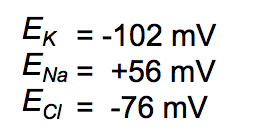 EK = -102 mV
ENa = +56 mV
ECl = -76 mV